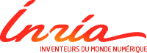 Inria
INVENTEURS DU MONDE NUMÉRIQUE